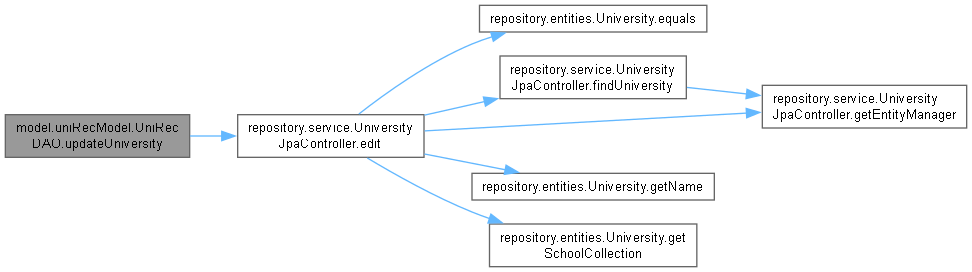 model.uniRecModel.UniRec
DAO.updateUniversity
repository.service.University
JpaController.edit
repository.entities.University.equals
repository.service.University
JpaController.findUniversity
repository.service.University
JpaController.getEntityManager
repository.entities.University.getName
repository.entities.University.get
SchoolCollection